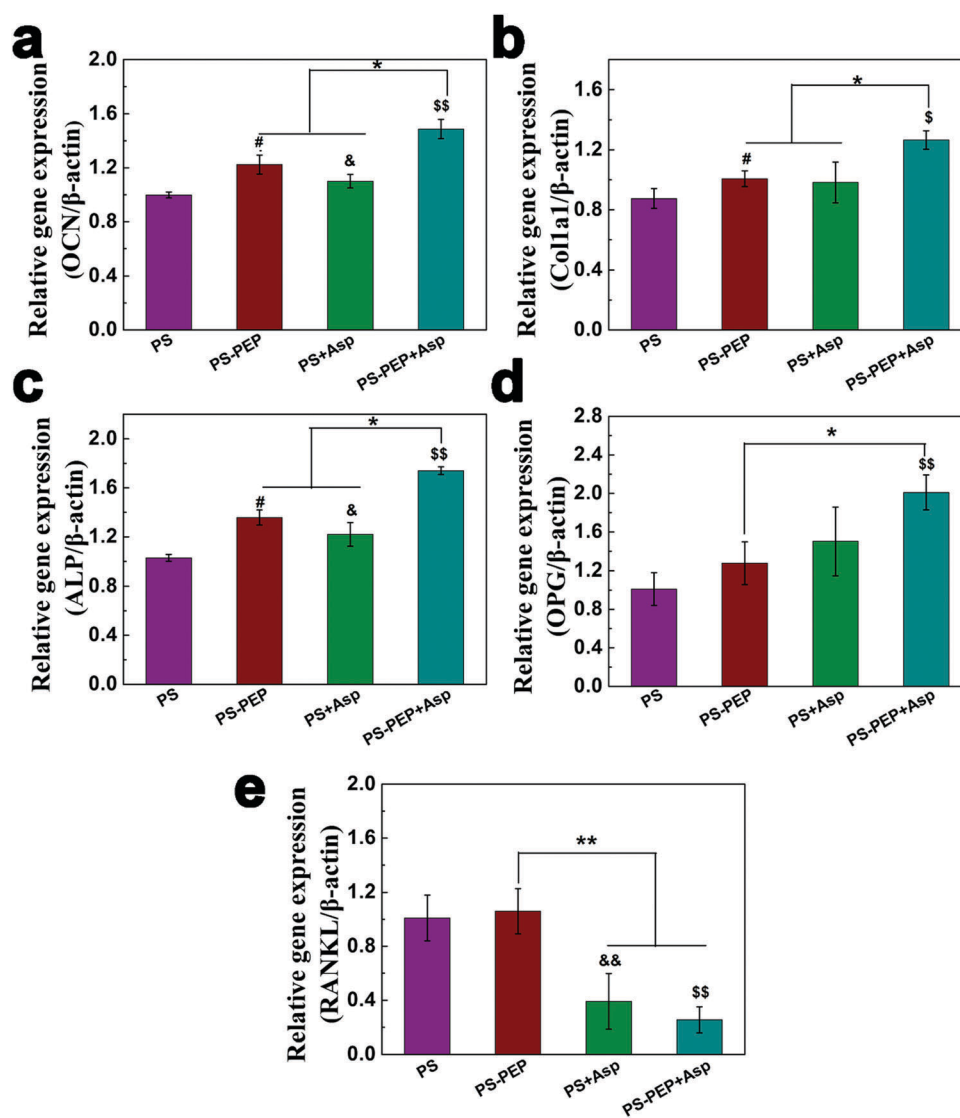 a
Relative gene expression
(OCN/β-actin)
2.0
1.6
1.2
0.8
0.4
0.0
#
&
$$
*
PS
PS-PEP
PS+Asp
PS-PEP+Asp
b
Relative gene expression
(Col1a1/β-actin)
1.6
1.2
0.8
0.4
0.0
#
$
*
PS
PS-PEP
PS+Asp
PS-PEP+Asp
c
Relative gene expression
(ALP/β-actin)
2.0
1.6
1.2
0.8
0.4
0.0
#
&
$$
*
PS
PS-PEP
PS+Asp
PS-PEP+Asp
d
Relative gene expression
(OPG/β-actin)
2.8
2.4
2.0
1.6
1.2
0.8
0.4
0.0
$$
*
PS
PS-PEP
PS+Asp
PS-PEP+Asp
e
Relative gene expression
(RANKL/β-actin)
2.0
1.6
1.2
0.8
0.4
0.0
**
&&
$$
PS
PS-PEP
PS+Asp
PS-PEP+Asp